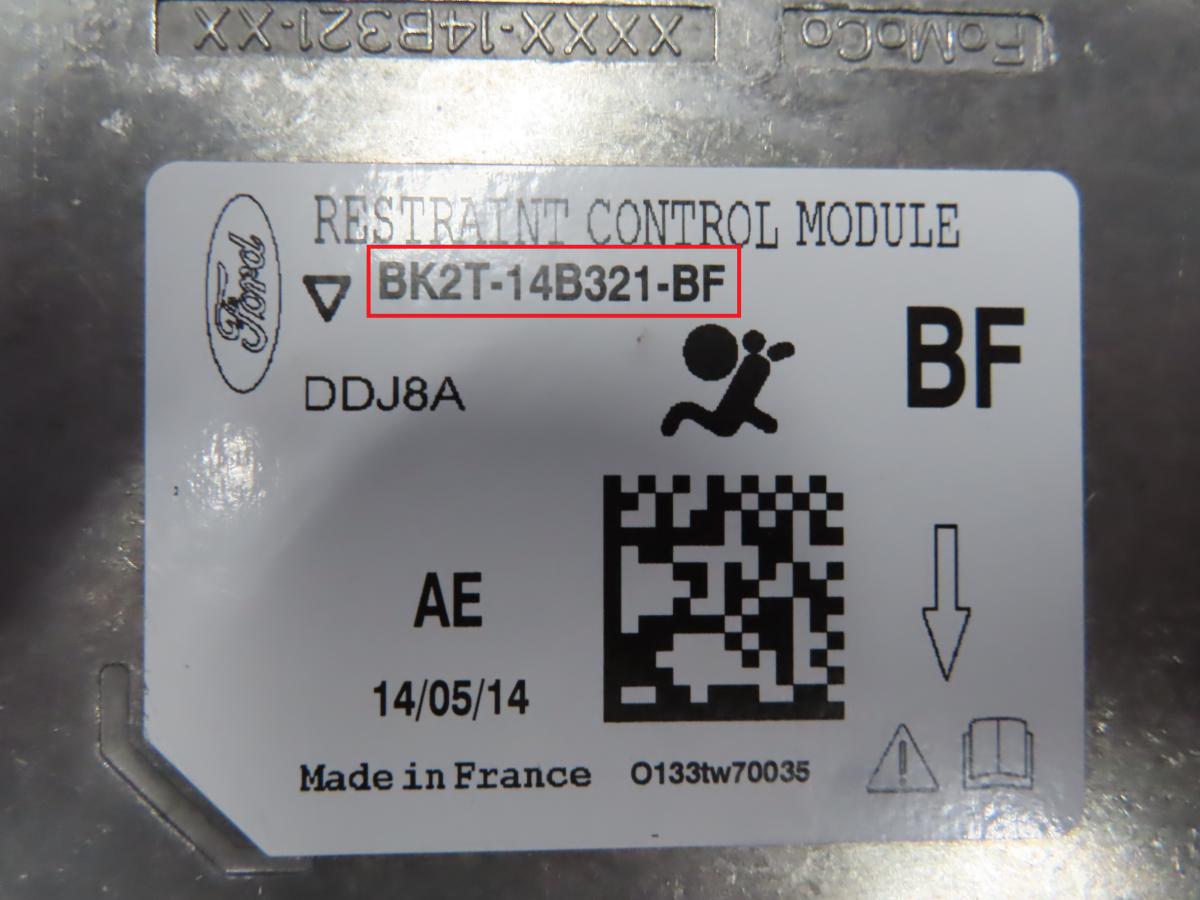 XXXX-14B321-XX
FoMoCo
Ford
RESTRAINT CONTROL MODULE
BK2T-14B321-BF
BF
DDJ8A
AE
14/05/14
Made in France
O133tw70035